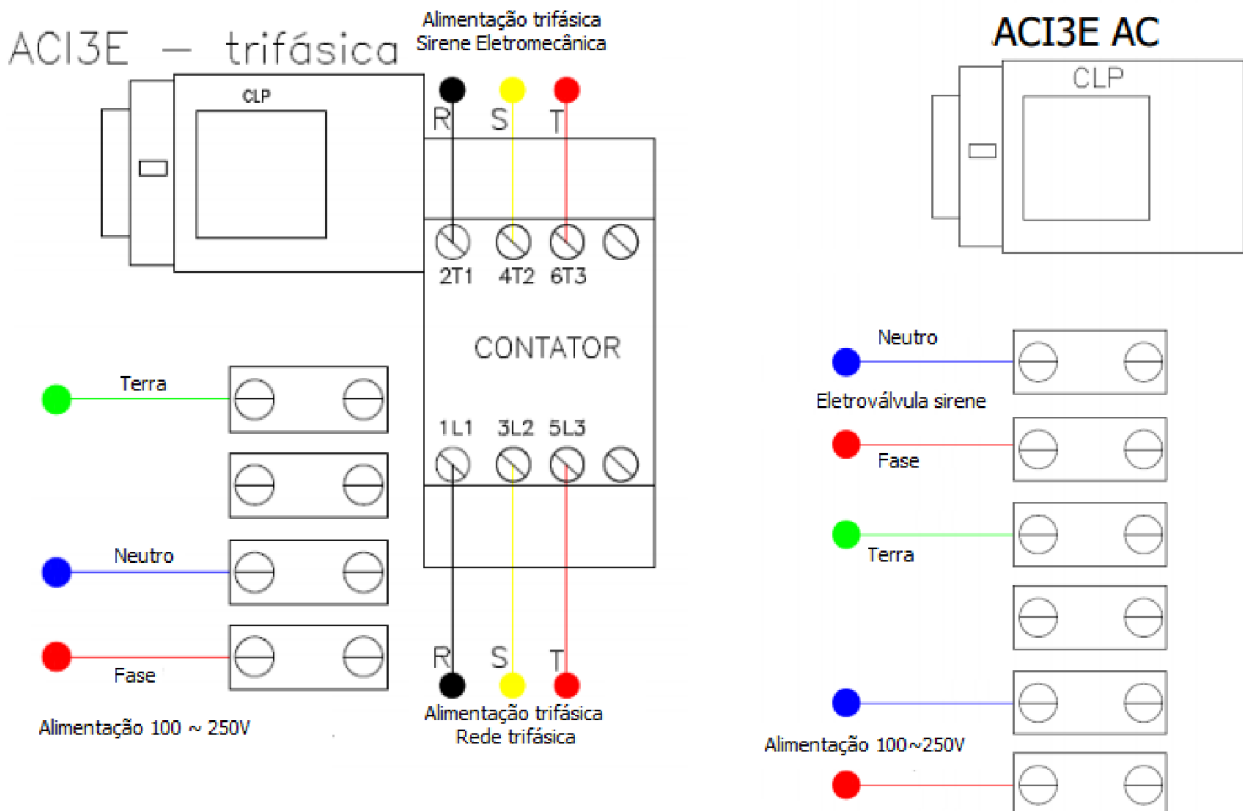 ACI3E – trifásica
Alimentação trifásica
Sirene Eletromecânica
CLP
R S T
2T1 4T2 6T3
CONTATOR
1L1 3L2 5L3
R S T
Alimentação trifásica
Rede trifásica
Terra
Neutro
Fase
Alimentação 100 ~ 250V
ACI3E AC
CLP
Neutro
Eletroválvula sirene
Fase
Terra
Alimentação 100~250V